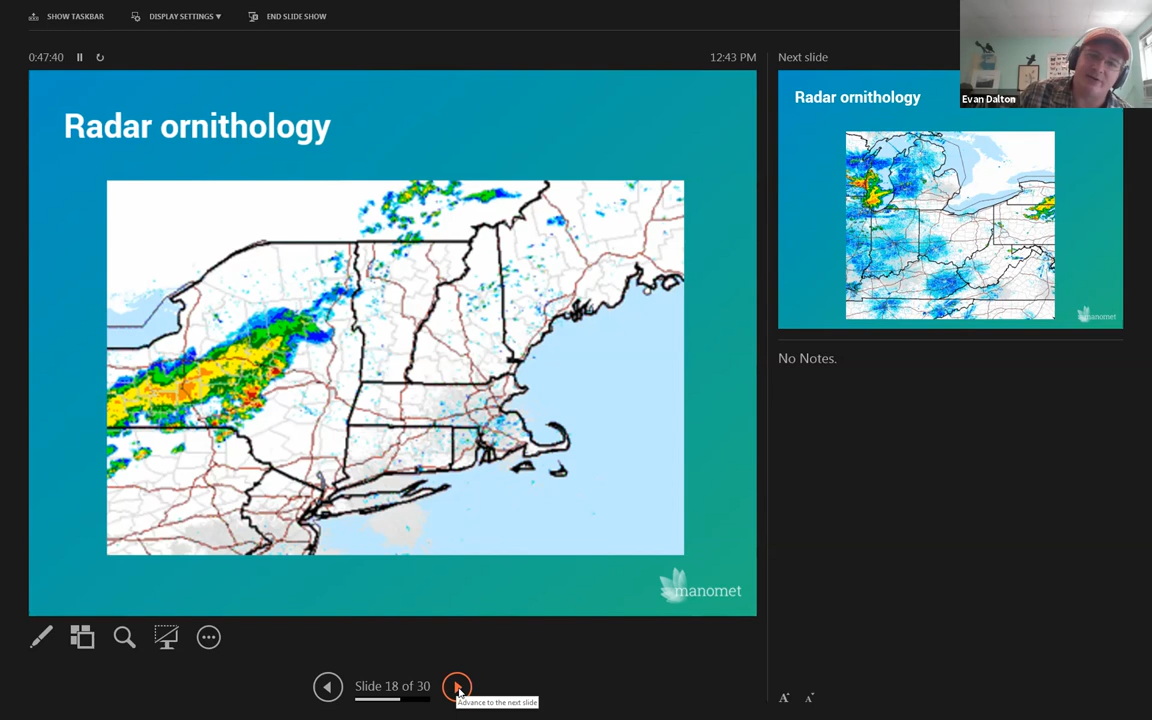 SHOW TASKBAR
DISPLAY SETTINGS ▼
END SLIDE SHOW
0:47:40
12:43 PM
Next slide
Evan Dalton
Radar ornithology
manomet
Radar ornithology
manomet
No Notes.
Slide 18 of 30
Advance to the next slide
A
A